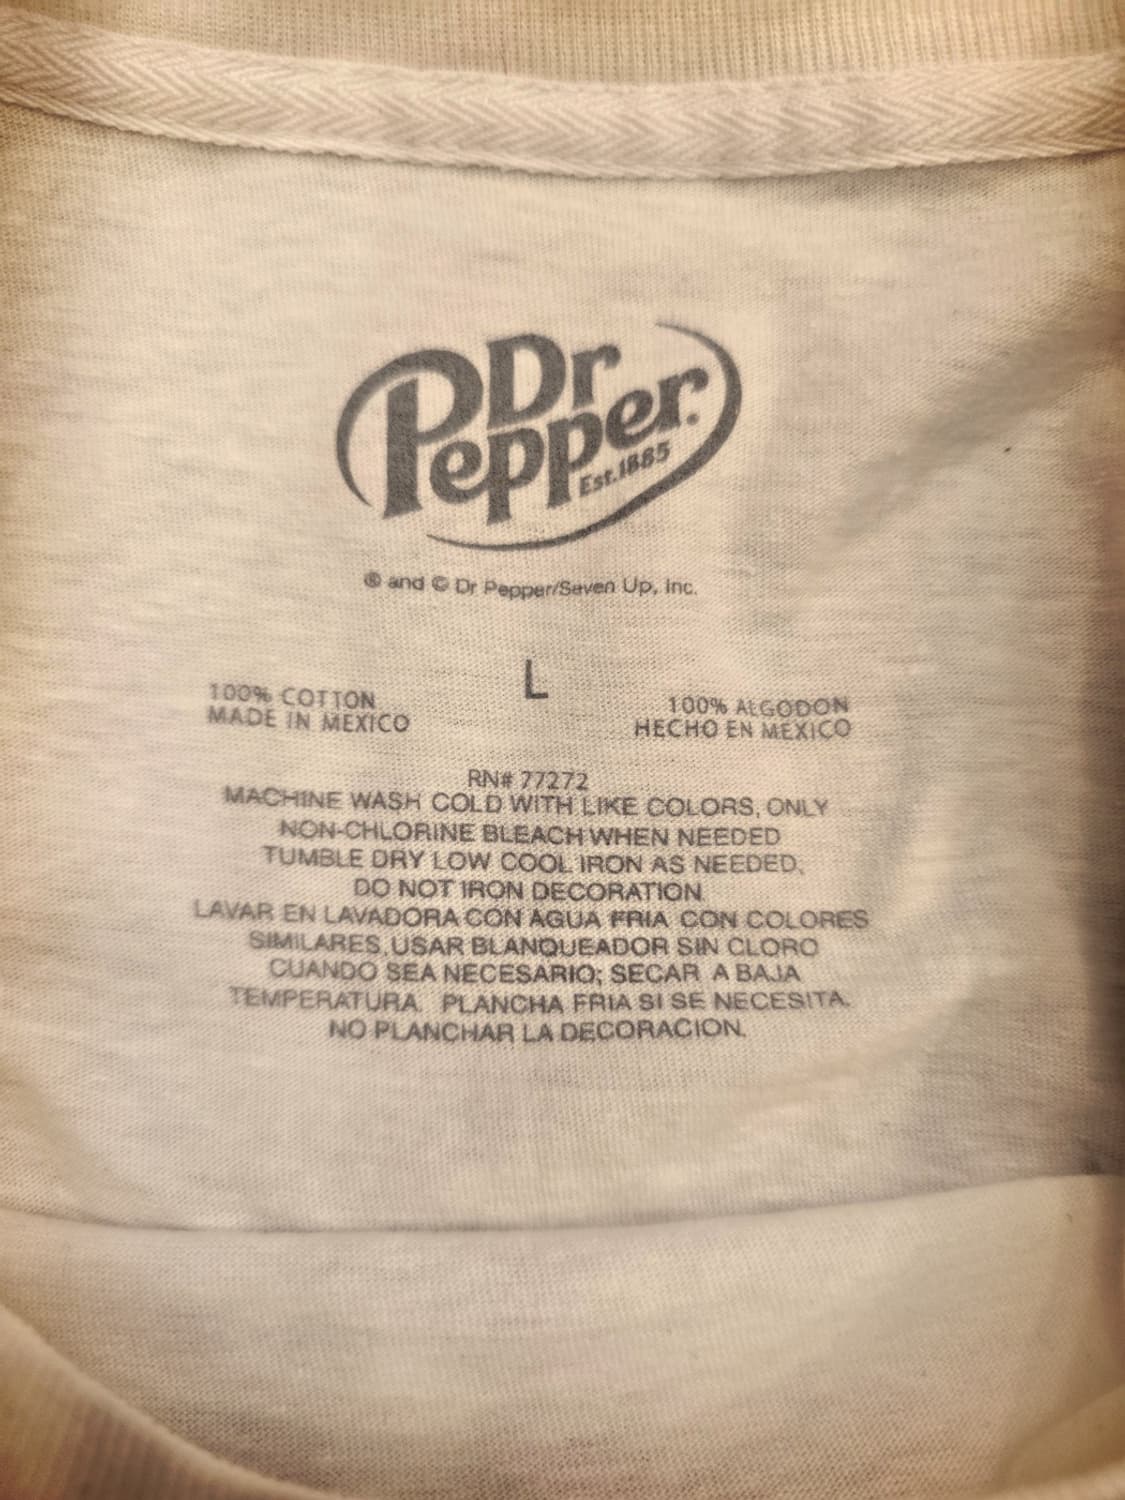 Dr
Pepper.
Est.1885
® and © Dr Pepper/Seven Up, Inc.
L
100% COTTON
MADE IN MEXICO
100% ALGODON
HECHO EN MEXICO
RN# 77272
MACHINE WASH COLD WITH LIKE COLORS, ONLY
NON-CHLORINE BLEACH WHEN NEEDED
TUMBLE DRY LOW COOL IRON AS NEEDED,
DO NOT IRON DECORATION
LAVAR EN LAVADORA CON AGUA FRIA CON COLORES
SIMILARES, USAR BLANQUEADOR SIN CLORO
CUANDO SEA NECESARIO; SECAR A BAJA
TEMPERATURA. PLANCHA FRIA SI SE NECESITA.
NO PLANCHAR LA DECORACION.